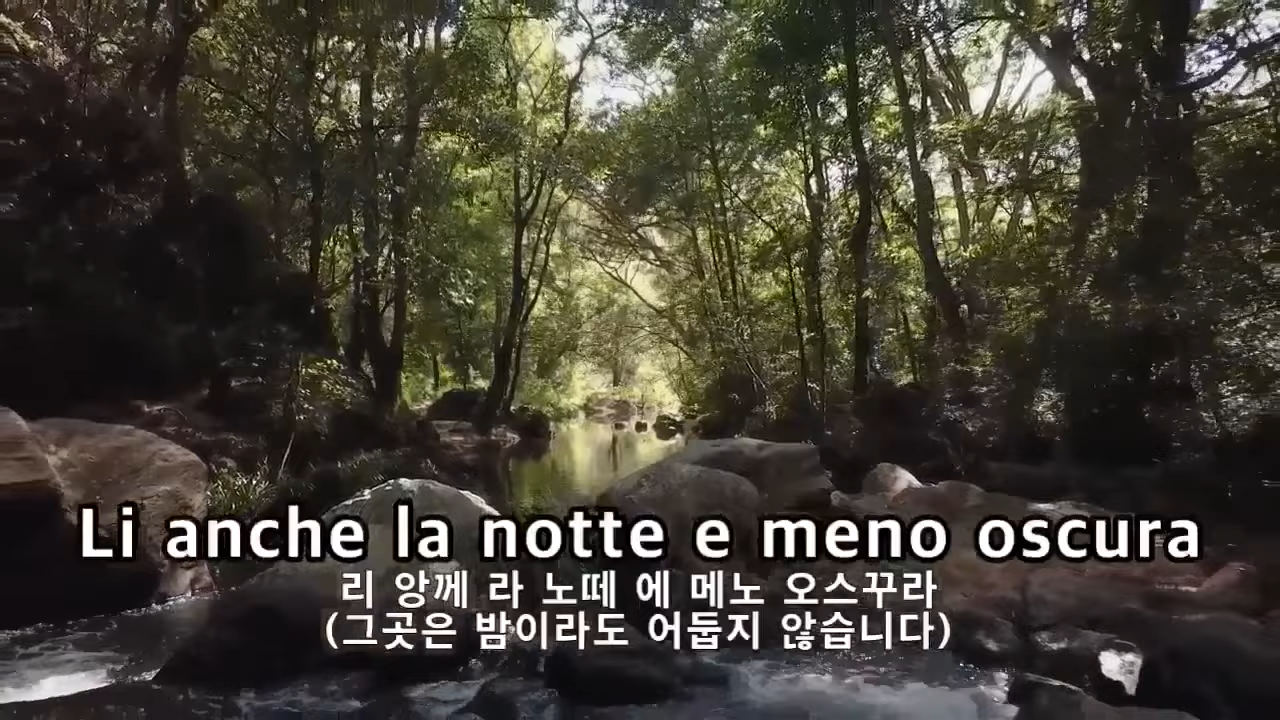 Li anche la notte e meno oscura
리 앙께 라 노떼 에 메노 오스꾸라
(그곳은 밤이라도 어둡지 않습니다)